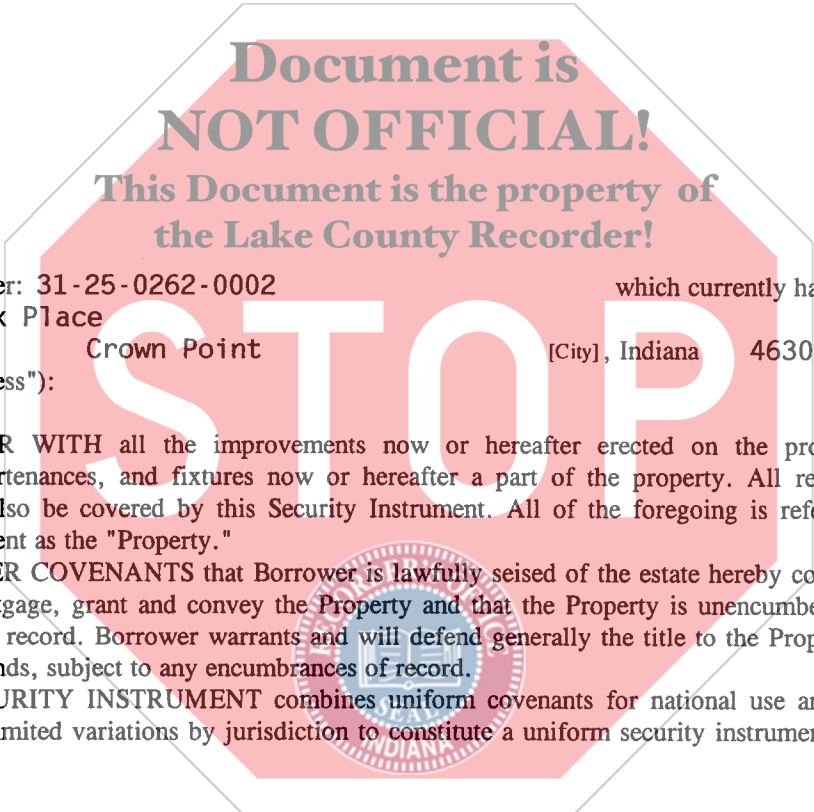 Document is
NOT OFFICIAL!
This Document is the property of
the Lake County Recorder!
er: 31-25-0262-0002 which currently ha
k Place
Crown Point [City], Indiana 4630
ess"):
STOP
R WITH all the improvements now or hereafter erected on the pro
rtenances, and fixtures now or hereafter a part of the property. All re
lso be covered by this Security Instrument. All of the foregoing is refe
ent as the "Property."
ER COVENANTS that Borrower is lawfully seised of the estate hereby co
tgage, grant and convey the Property and that the Property is unencumbe
record. Borrower warrants and will defend generally the title to the Prop
nds, subject to any encumbrances of record.
URITY INSTRUMENT combines uniform covenants for national use an
mited variations by jurisdiction to constitute a uniform security instrumen
RECORDER'S OFFICE
SEAL
INDIANA